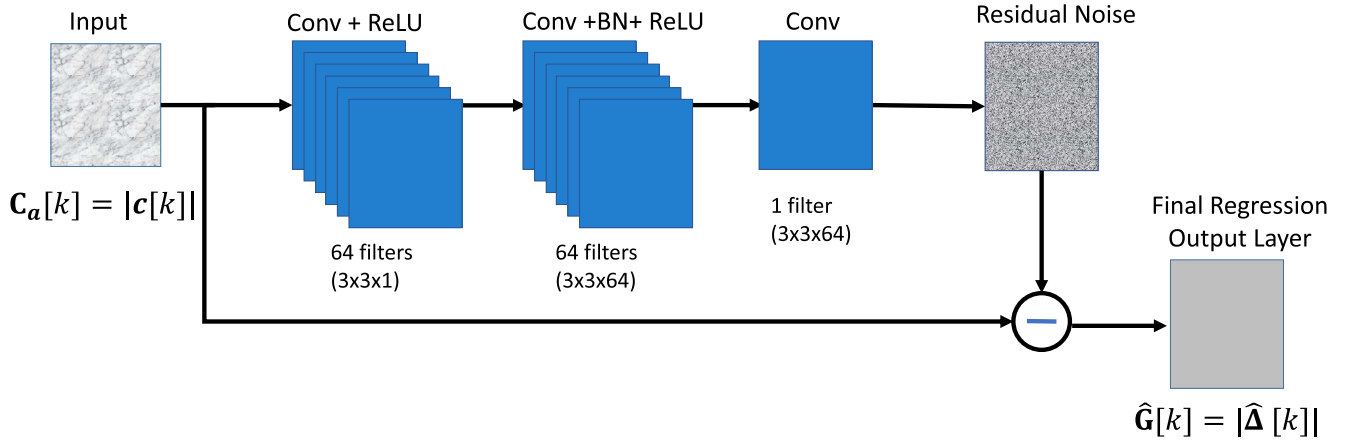 Input
Conv + ReLU
Conv +BN+ ReLU
Conv
Residual Noise
𝐂ₐ[k] = |𝒄[k]|
64 filters
(3x3x1)
64 filters
(3x3x64)
1 filter
(3x3x64)
Final Regression
Output Layer
Ĝ[k] = |Δ̂ [k]|